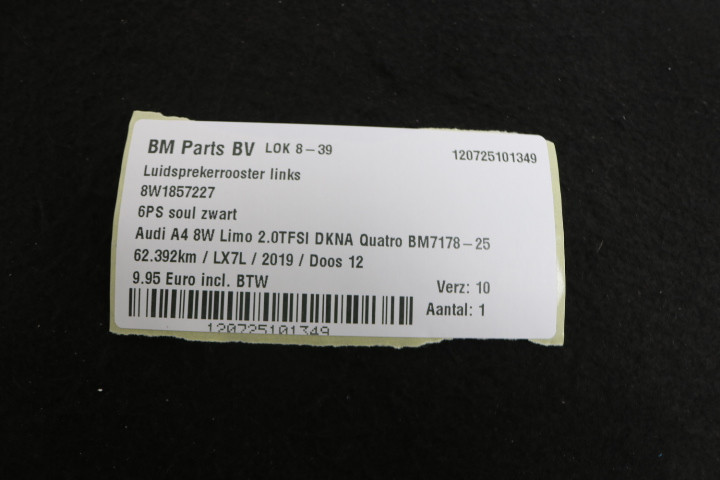 BM Parts BV LOK 8-39 120725101349
Luidsprekerrooster links
8W1857227
6PS soul zwart
Audi A4 8W Limo 2.0TFSI DKNA Quatro BM7178-25
62.392km / LX7L / 2019 / Doos 12
9.95 Euro incl. BTW Verz: 10
Aantal: 1
120725101349